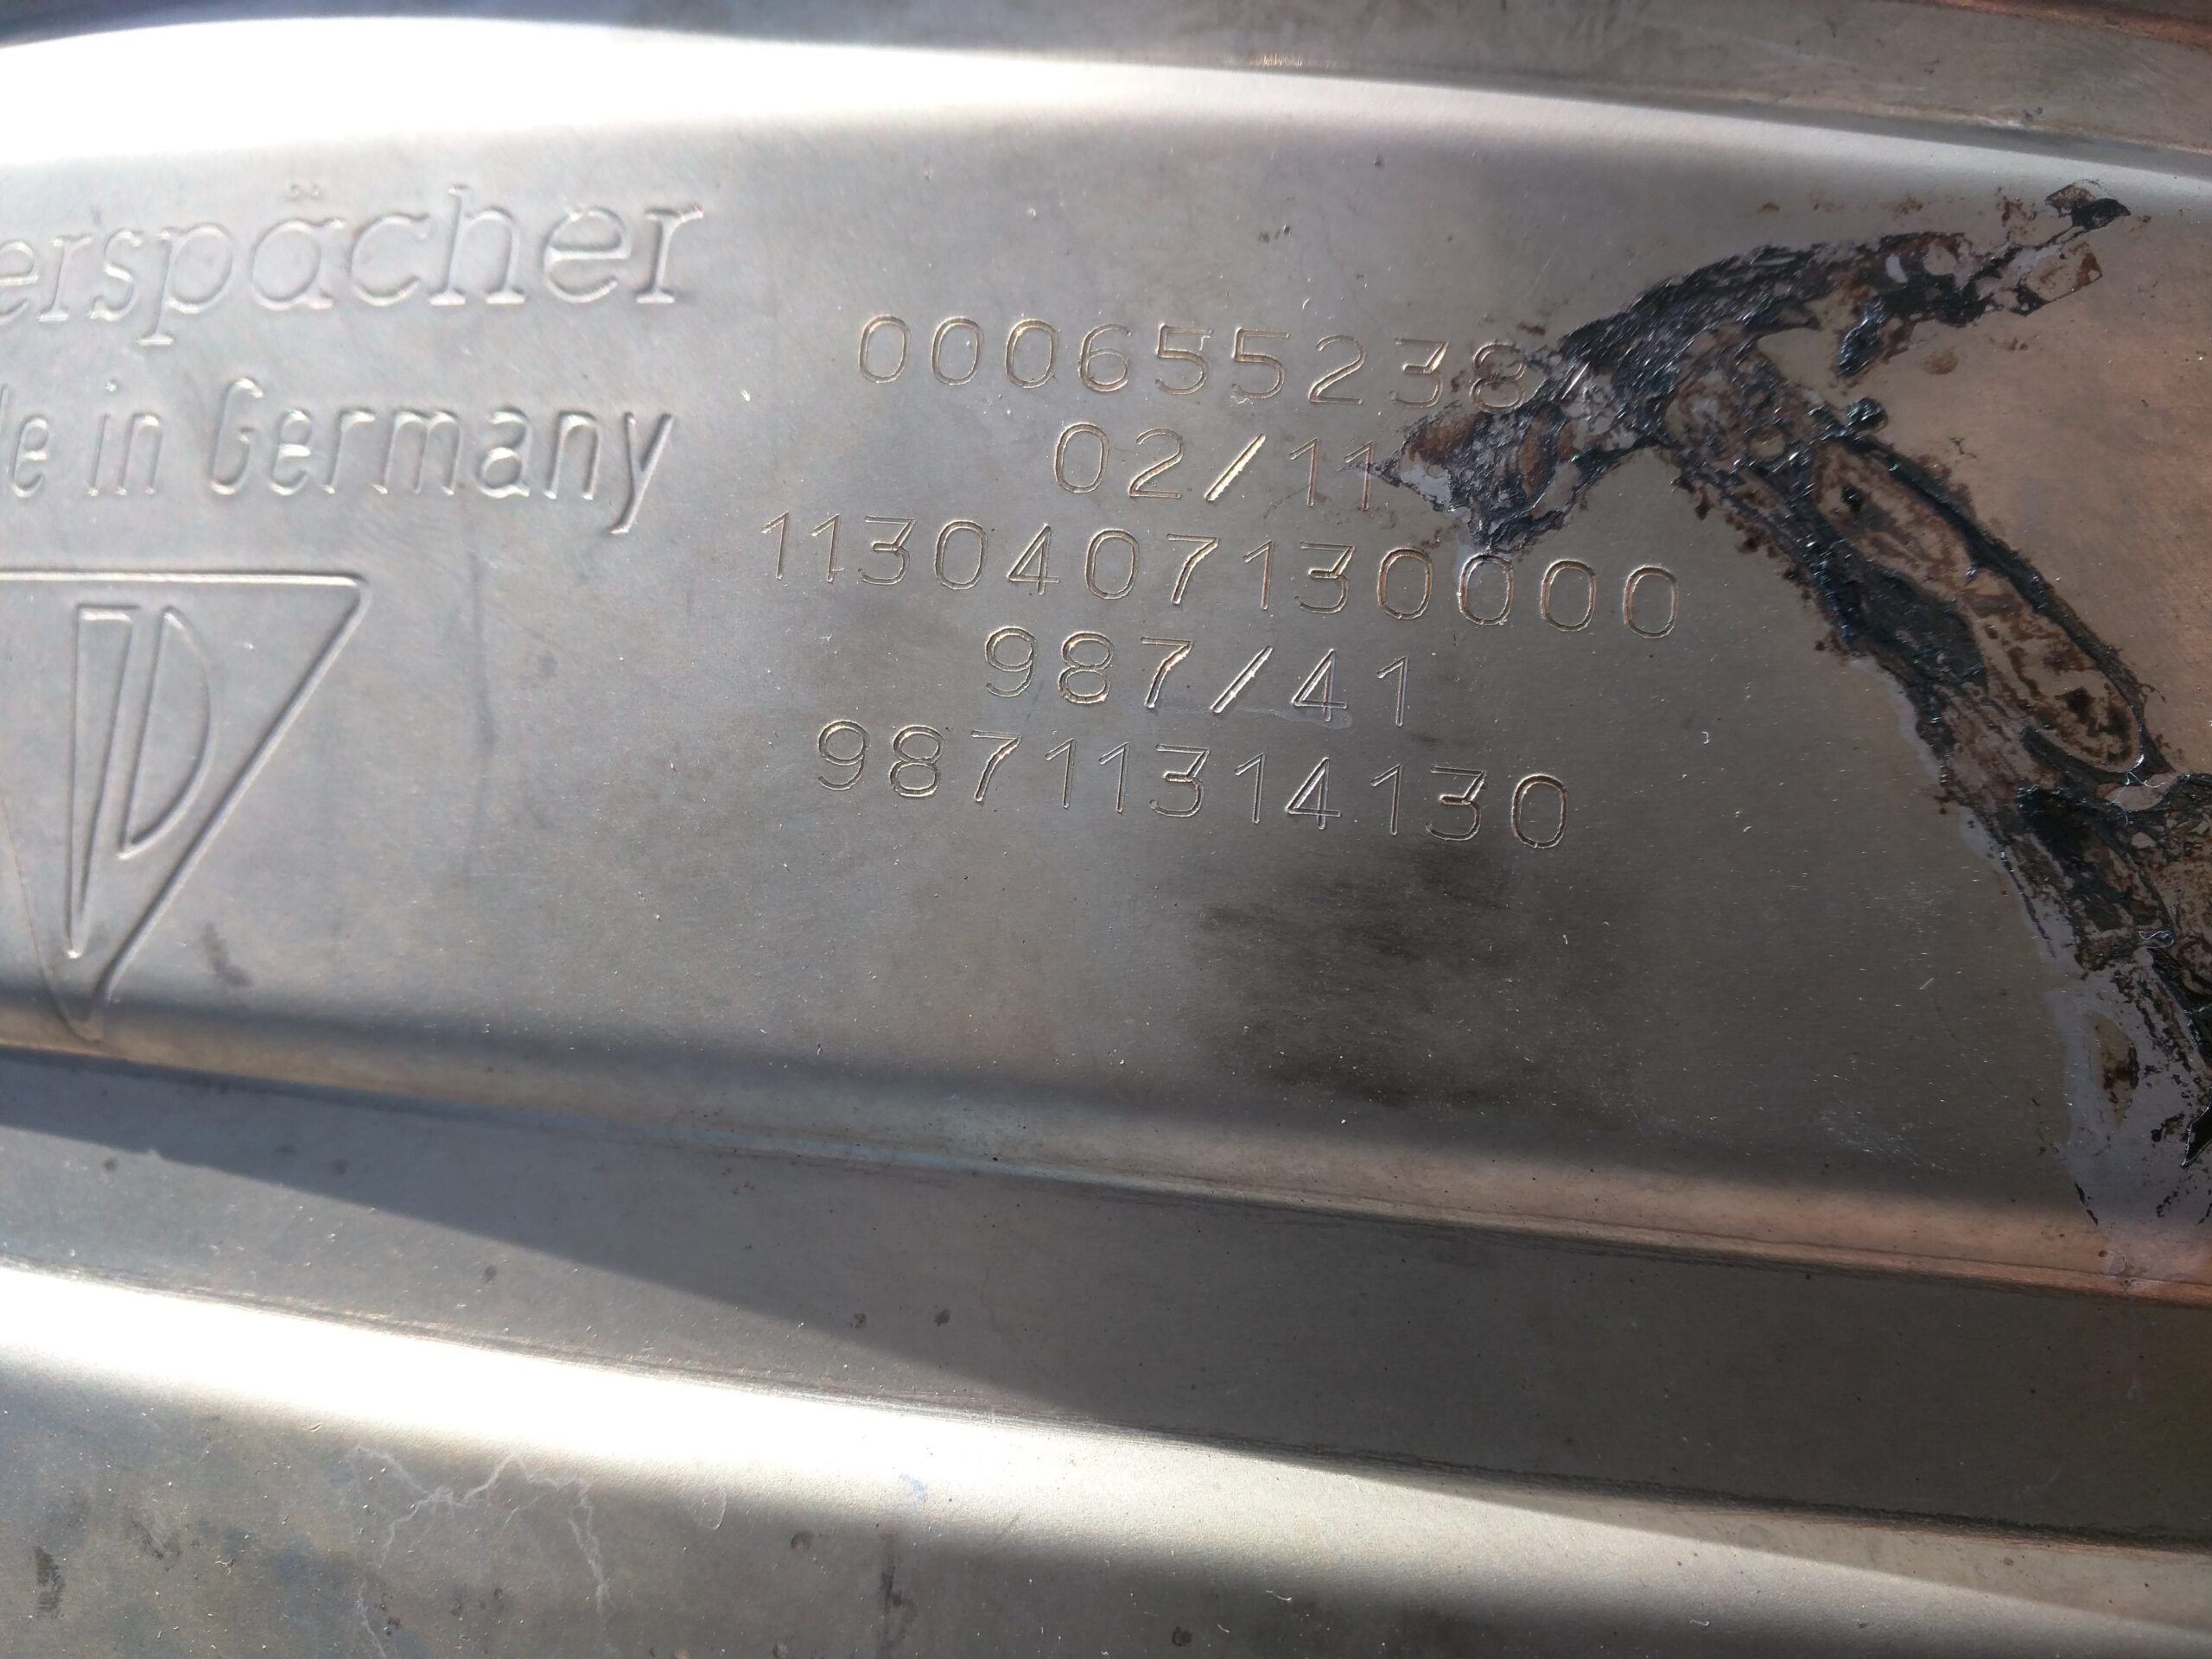 erspächer
de in Germany
000655238
02/11
1130407130000
987/41
98711314130